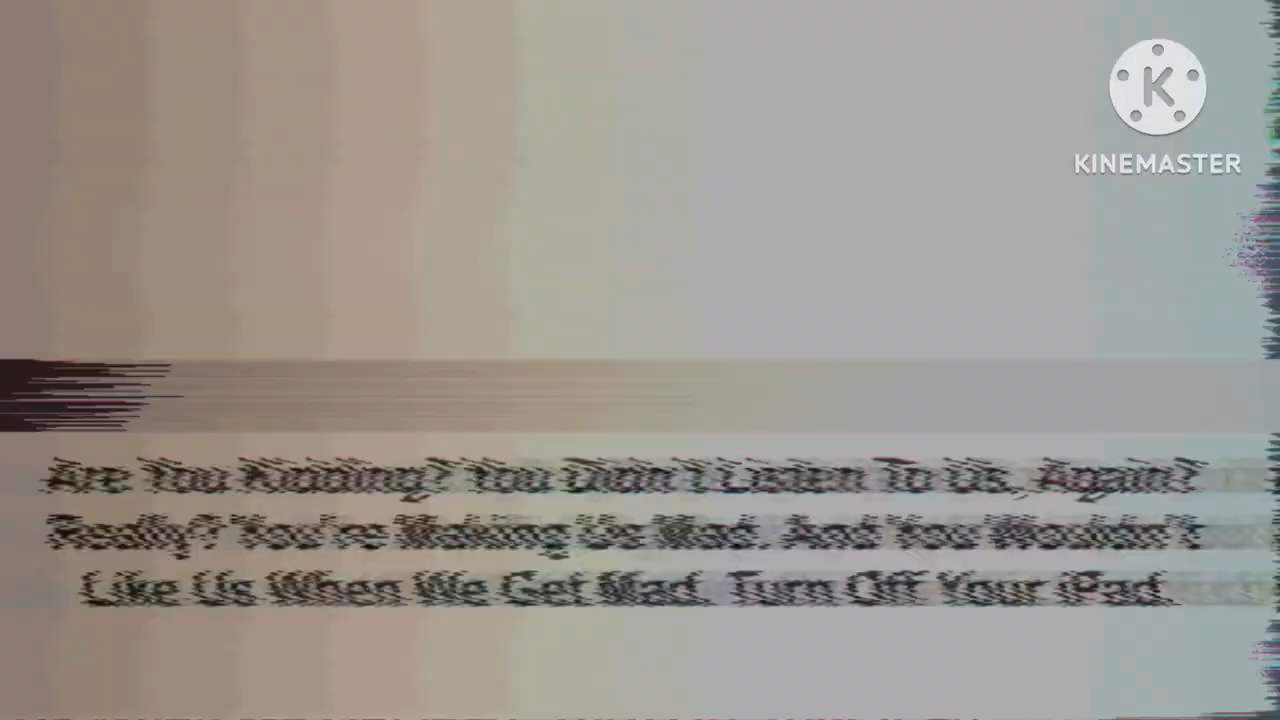 KINEMASTER
Are You Kidding? You Didn't Listen To Us, Again?
Really? You're Making Us Mad. And You Wouldn't
Like Us When We Get Mad. Turn Off Your iPad.